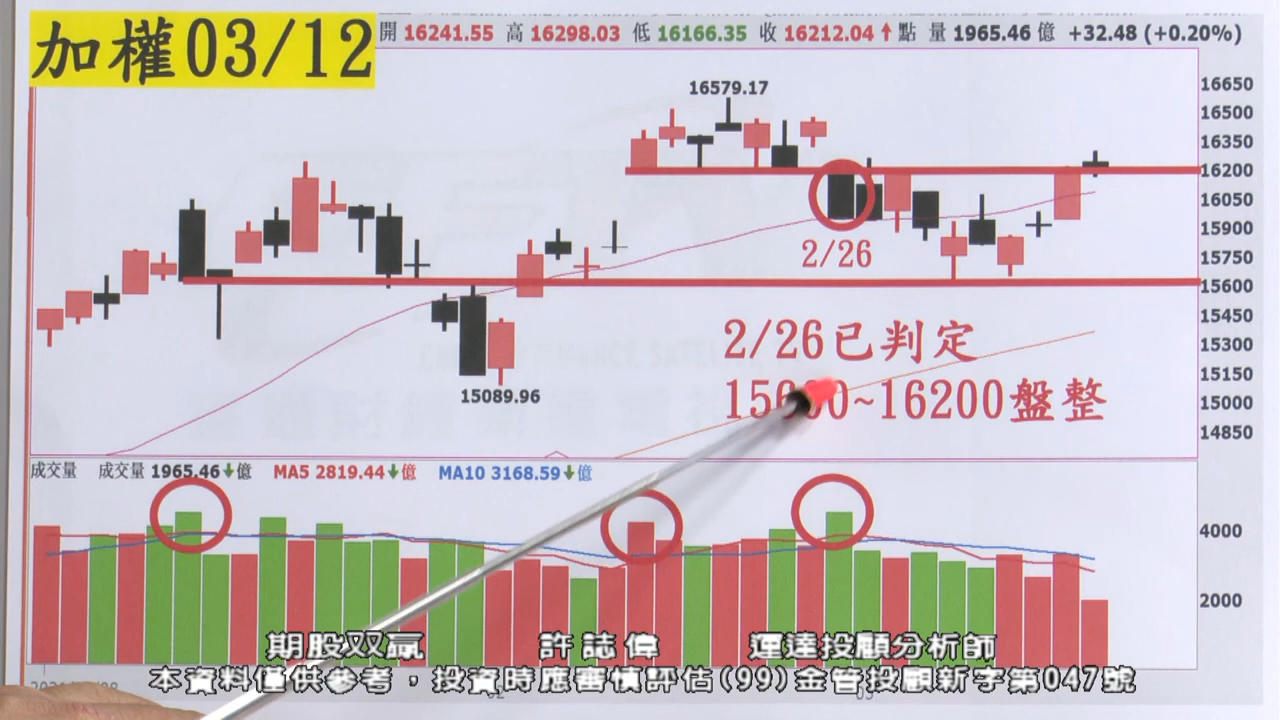 加權03/12
開 16241.55 高 16298.03 低 16166.35 收 16212.04↑點 量 1965.46 億 +32.48 (+0.20%)
16579.17
16650
16500
16350
16200
16050
15900
15750
15600
15450
15300
15150
15000
14850
2/26
2/26已判定
15600~16200盤整
15089.96
成交量 成交量 1965.46↓億 MA5 2819.44↓億 MA10 3168.59↓億
4000
2000
期股双赢 許誌偉 運達投顧分析師
本資料僅供參考，投資時應審慎評估(99)金管投顧新字第047號